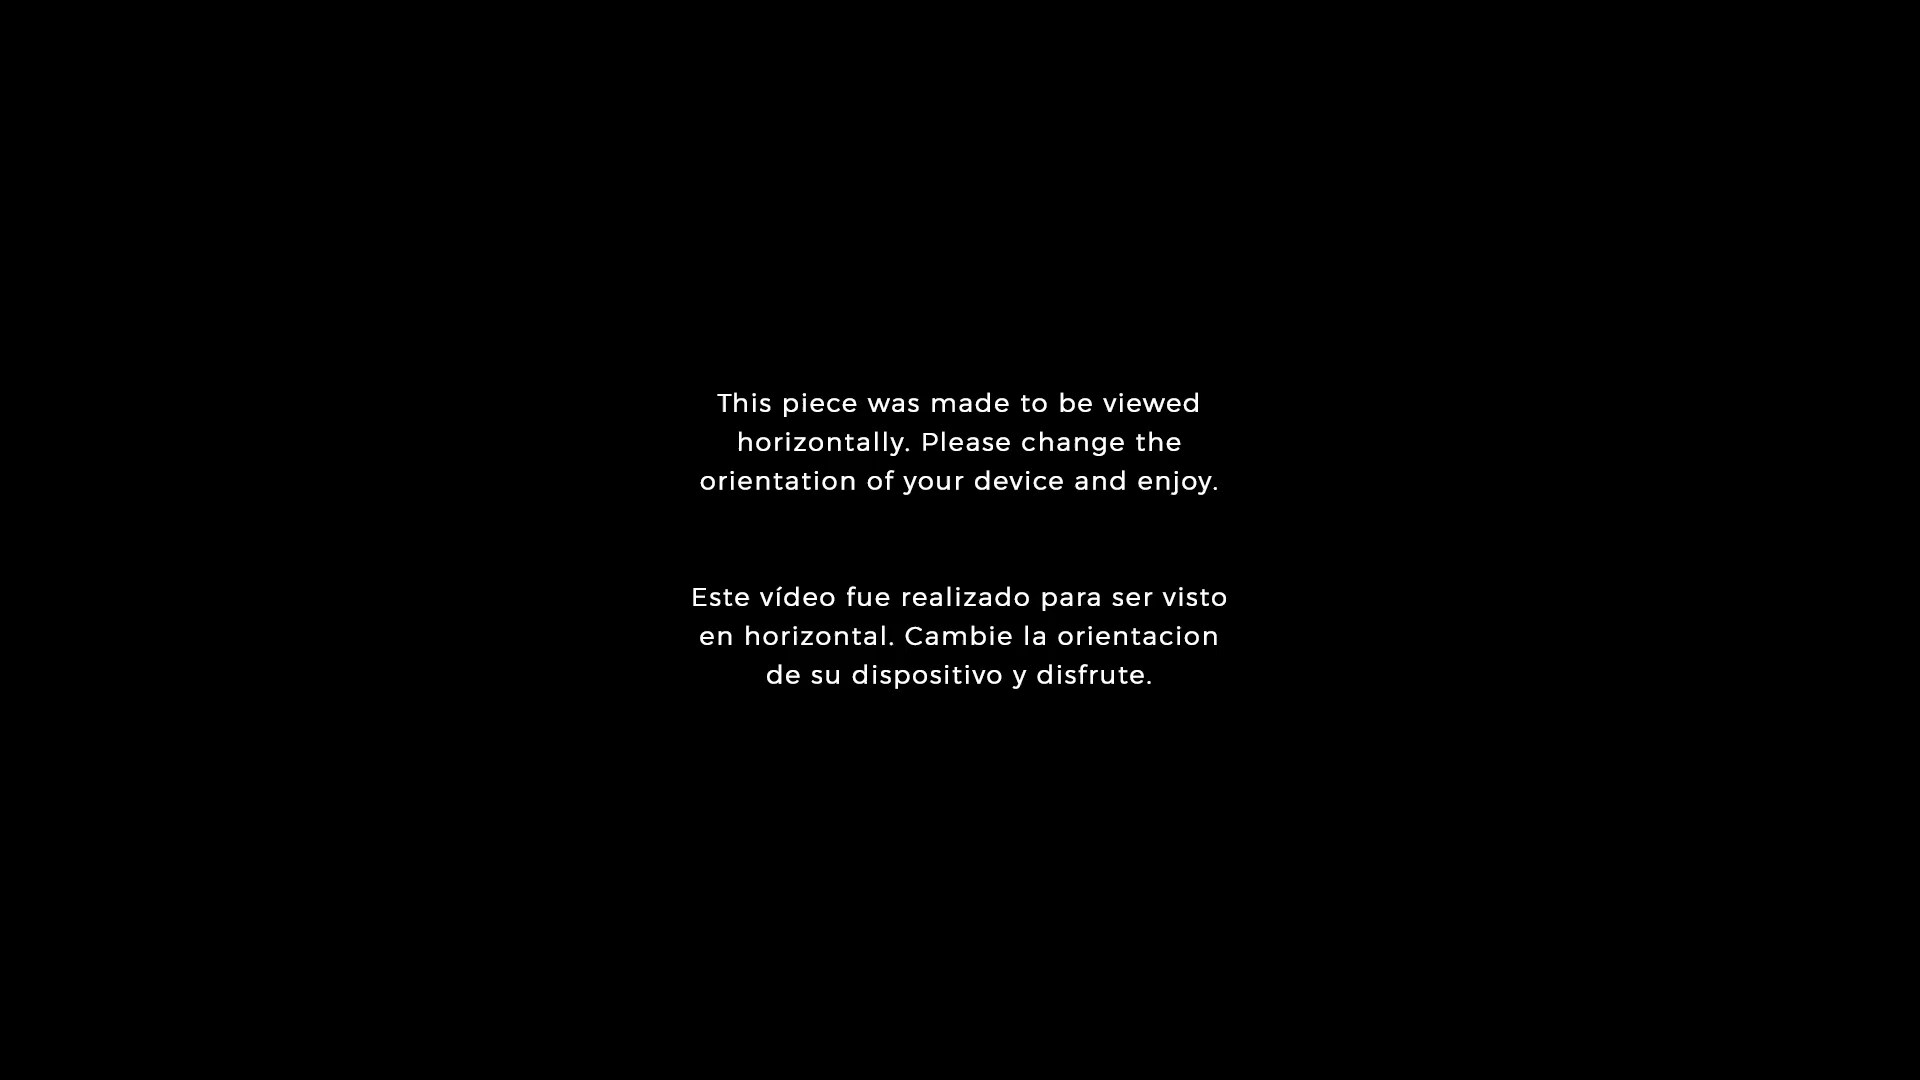 This piece was made to be viewed
horizontally. Please change the
orientation of your device and enjoy.
Este vídeo fue realizado para ser visto
en horizontal. Cambie la orientacion
de su dispositivo y disfrute.